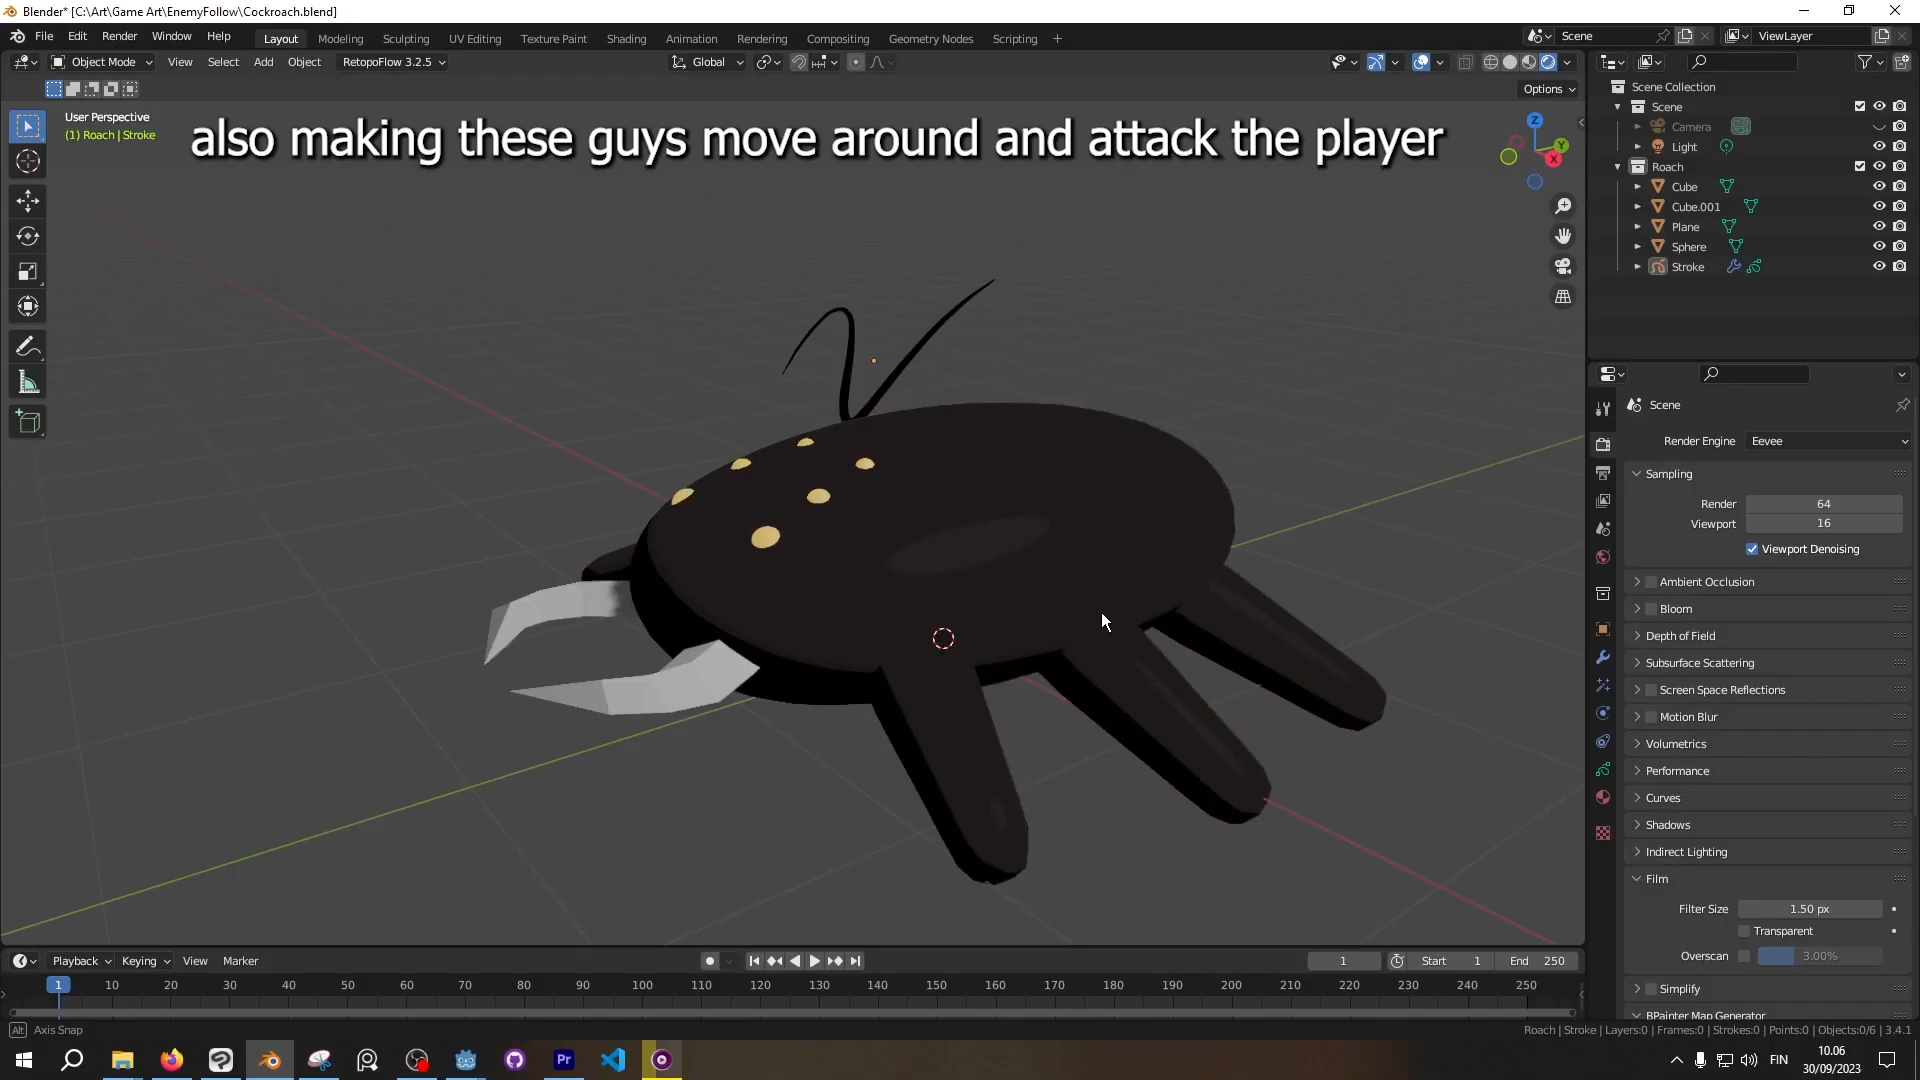 Blender* [C:\Art\Game Art\EnemyFollow\Cockroach.blend]
File Edit Render Window Help Layout Modeling Sculpting UV Editing Texture Paint Shading Animation Rendering Compositing Geometry Nodes Scripting + Scene ViewLayer
Object Mode View Select Add Object RetopoFlow 3.2.5 Global
Options
User Perspective
(1) Roach | Stroke
also making these guys move around and attack the player
Z
Y
X
Scene Collection
Scene
Camera
Light
Roach
Cube
Cube.001
Plane
Sphere
Stroke
Scene
Render Engine Eevee
Sampling
Render 64
Viewport 16
Viewport Denoising
Ambient Occlusion
Bloom
Depth of Field
Subsurface Scattering
Screen Space Reflections
Motion Blur
Volumetrics
Performance
Curves
Shadows
Indirect Lighting
Film
Filter Size 1.50 px
Transparent
Overscan 3.00%
Simplify
BPainter Map Generator
Playback Keying View Marker 1 Start 1 End 250
1 10 20 30 40 50 60 70 80 90 100 110 120 130 140 150 160 170 180 190 200 210 220 230 240 250
Alt Axis Snap
Roach | Stroke | Layers:0 | Frames:0 | Strokes:0 | Points:0 | Objects:0/6 | 3.4.1
Pr
FIN
10.06
30/09/2023